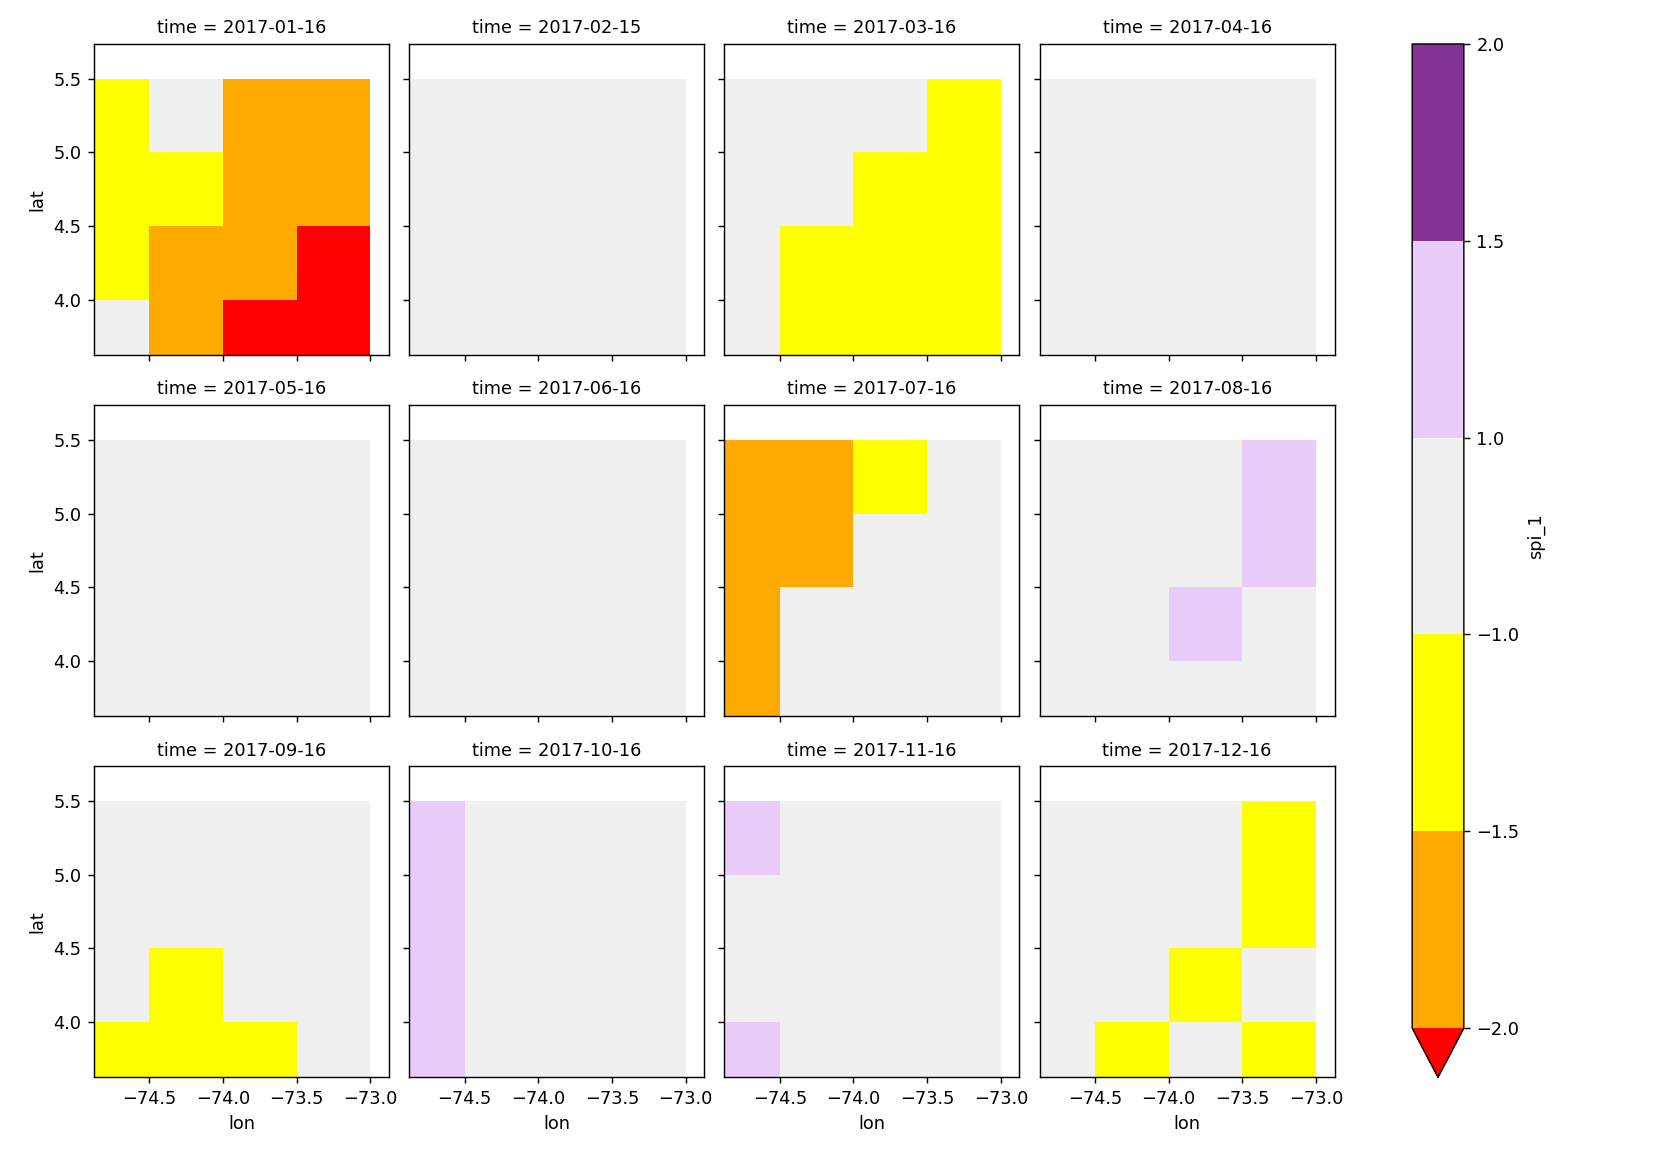 time = 2017-01-16
time = 2017-02-15
time = 2017-03-16
time = 2017-04-16
lat
5.5
5.0
4.5
4.0
time = 2017-05-16
time = 2017-06-16
time = 2017-07-16
time = 2017-08-16
lat
5.5
5.0
4.5
4.0
time = 2017-09-16
time = 2017-10-16
time = 2017-11-16
time = 2017-12-16
lat
5.5
5.0
4.5
4.0
−74.5 −74.0 −73.5 −73.0
lon
−74.5 −74.0 −73.5 −73.0
lon
−74.5 −74.0 −73.5 −73.0
lon
−74.5 −74.0 −73.5 −73.0
lon
2.0
1.5
1.0
−1.0
−1.5
−2.0
spi_1